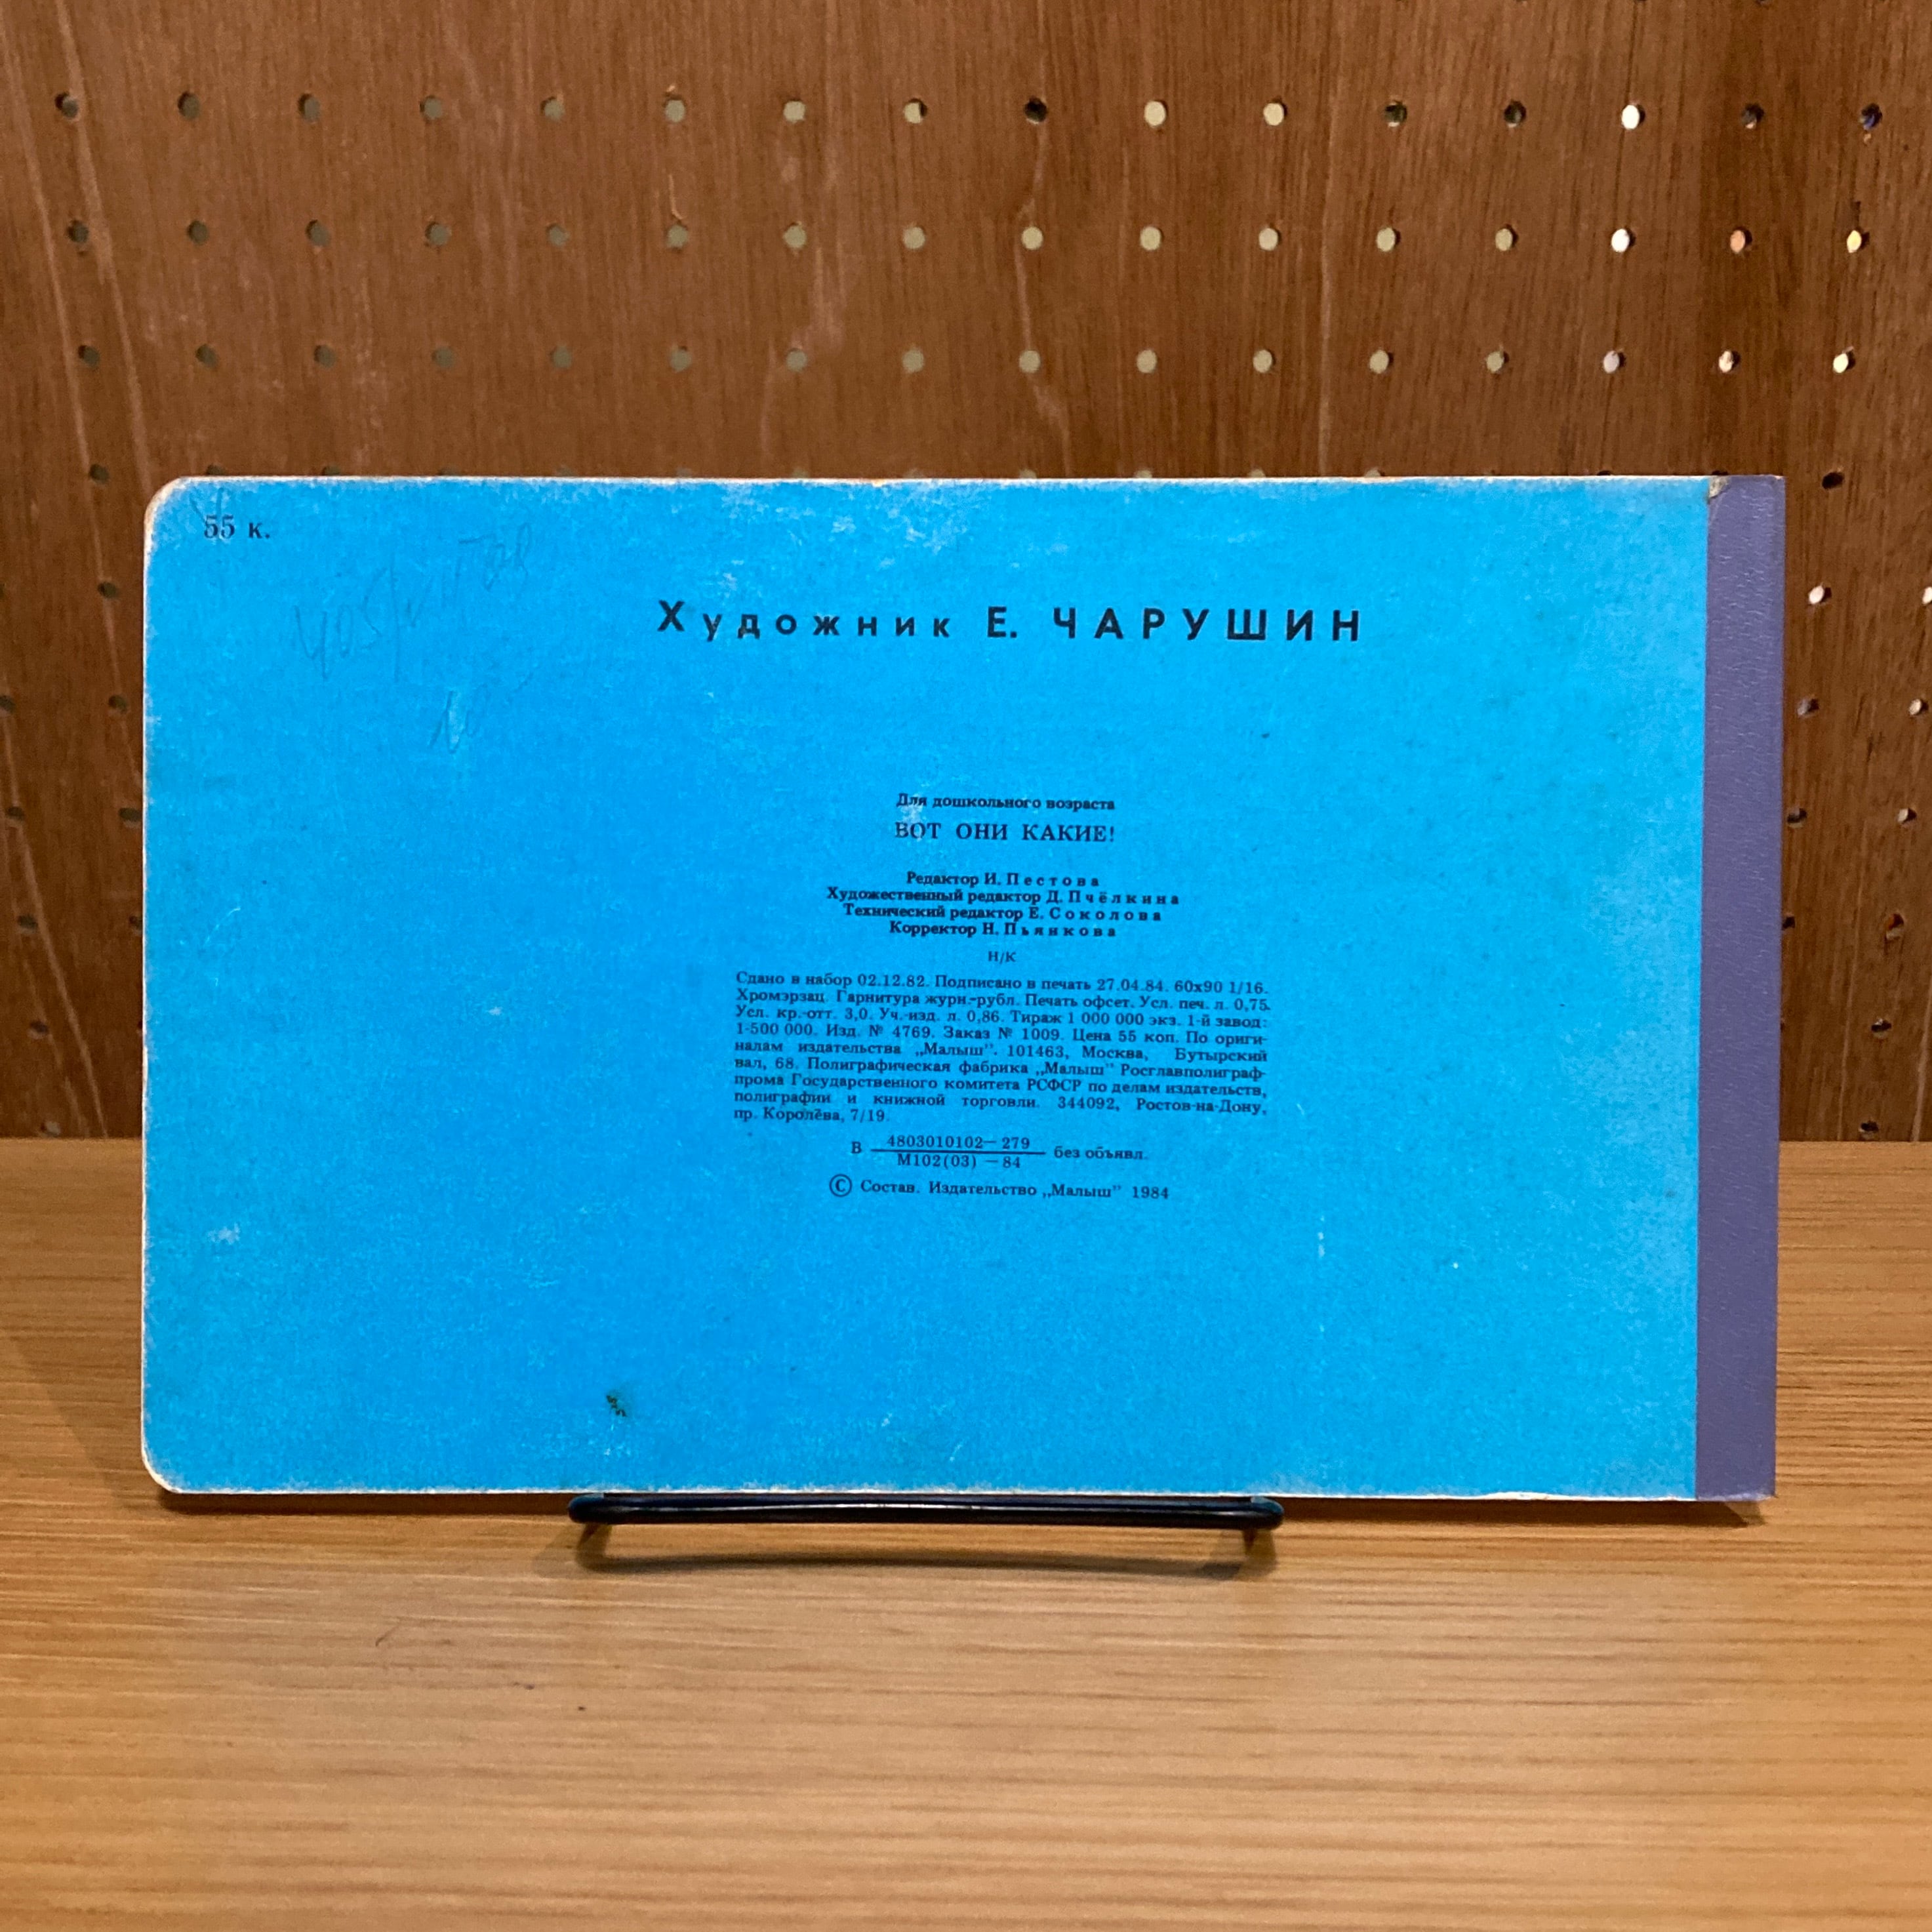 55 к.
Художник Е. ЧАРУШИН
Для дошкольного возраста
ВОТ ОНИ КАКИЕ!
Редактор И. Пестова
Художественный редактор Д. Пчёлкина
Технический редактор Е. Соколова
Корректор Н. Пьянкова
Н/К
Сдано в набор 02.12.82. Подписано в печать 27.04.84. 60х90 1/16.
Хромэрзац. Гарнитура журн.-рубл. Печать офсет. Усл. печ. л. 0,75.
Усл. кр.-отт. 3,0. Уч.-изд. л. 0,86. Тираж 1 000 000 экз. 1-й завод:
1-500 000. Изд. № 4769. Заказ № 1009. Цена 55 коп. По ориги-
налам издательства „Малыш”. 101463, Москва, Бутырский
вал, 68. Полиграфическая фабрика „Малыш” Росглавполиграф-
прома Государственного комитета РСФСР по делам издательств,
полиграфии и книжной торговли. 344092, Ростов-на-Дону,
пр. Королёва, 7/19.
В 4803010102—279 без объявл.
М102(03) —84
© Состав. Издательство „Малыш” 1984